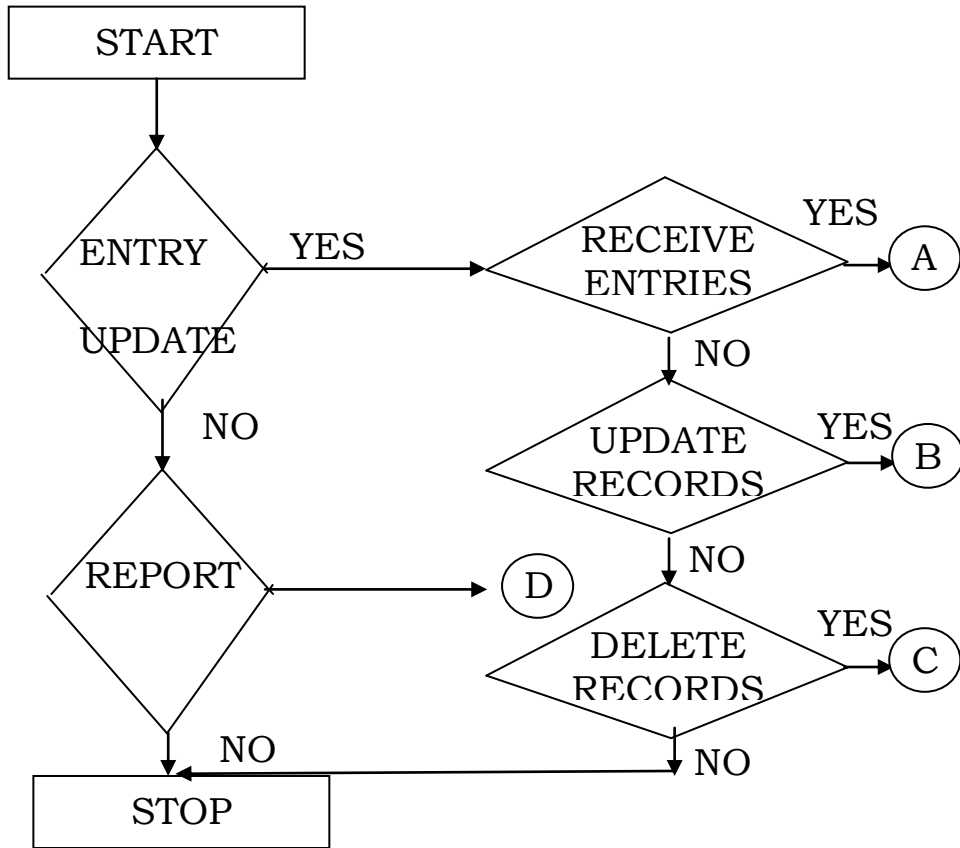 START
ENTRY
UPDATE
YES
RECEIVE
ENTRIES
YES
A
NO
UPDATE
RECORDS
YES
B
NO
NO
REPORT
D
DELETE
RECORDS
YES
C
NO
NO
STOP